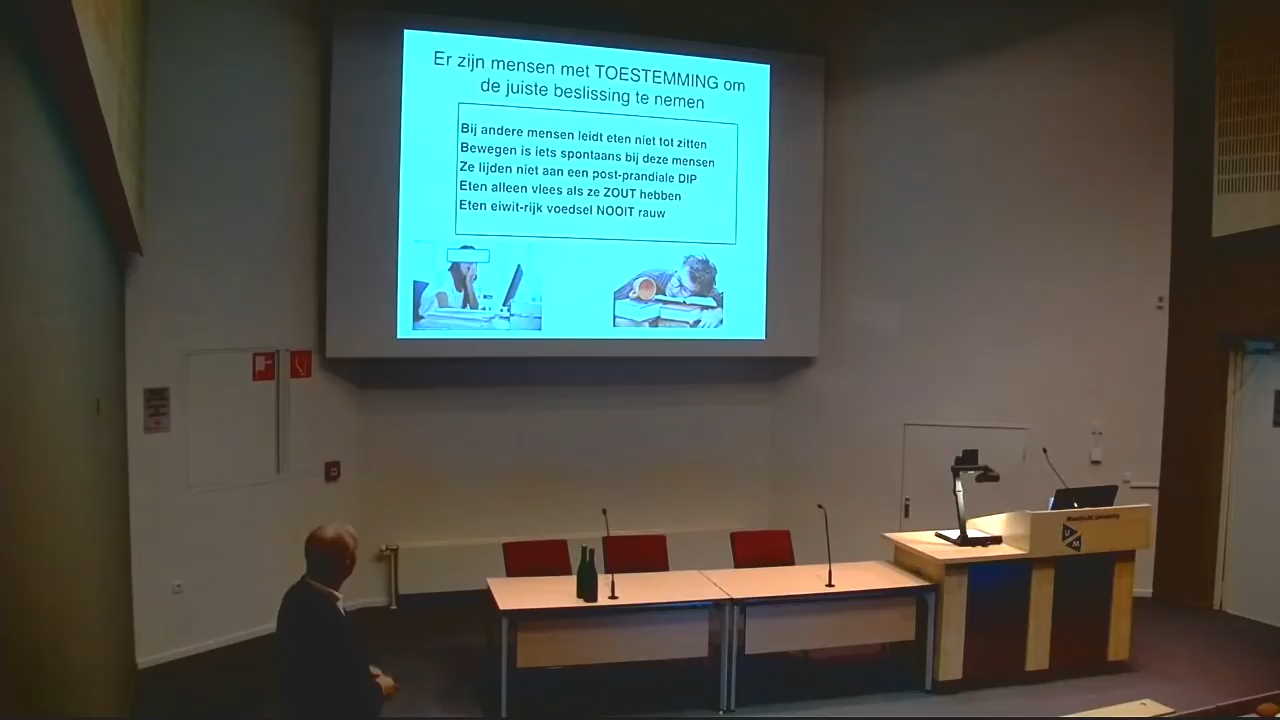 Er zijn mensen met TOESTEMMING om
de juiste beslissing te nemen
Bij andere mensen leidt eten niet tot zitten
Bewegen is iets spontaans bij deze mensen
Ze lijden niet aan een post-prandiale DIP
Eten alleen vlees als ze ZOUT hebben
Eten eiwit-rijk voedsel NOOIT rauw
Maastricht University
U
M